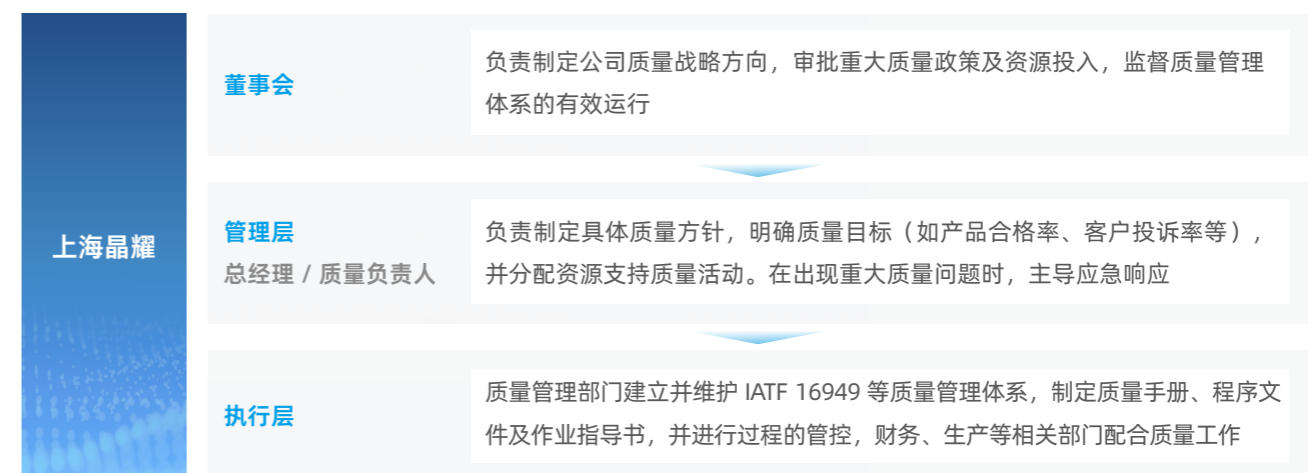 上海晶耀
董事会
负责制定公司质量战略方向，审批重大质量政策及资源投入，监督质量管理
体系的有效运行
管理层
总经理 / 质量负责人
负责制定具体质量方针，明确质量目标（如产品合格率、客户投诉率等），
并分配资源支持质量活动。在出现重大质量问题时，主导应急响应
执行层
质量管理部门建立并维护 IATF 16949 等质量管理体系，制定质量手册、程序文
件及作业指导书，并进行过程的管控，财务、生产等相关部门配合质量工作